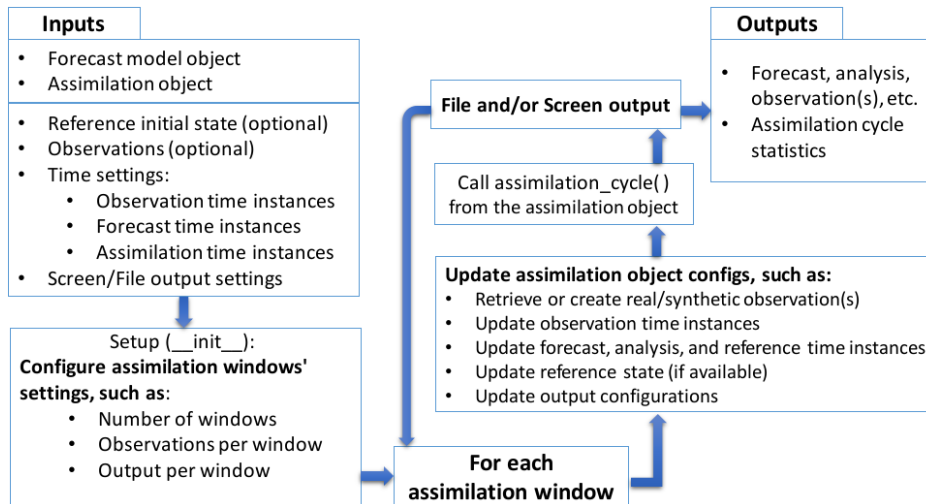 Inputs
• Forecast model object
• Assimilation object
• Reference initial state (optional)
• Observations (optional)
• Time settings:
• Observation time instances
• Forecast time instances
• Assimilation time instances
• Screen/File output settings
Setup (__init__):
Configure assimilation windows'
settings, such as:
• Number of windows
• Observations per window
• Output per window
For each
assimilation window
Update assimilation object configs, such as:
• Retrieve or create real/synthetic observation(s)
• Update observation time instances
• Update forecast, analysis, and reference time instances
• Update reference state (if available)
• Update output configurations
Call assimilation_cycle( )
from the assimilation object
File and/or Screen output
Outputs
• Forecast, analysis,
observation(s), etc.
• Assimilation cycle
statistics